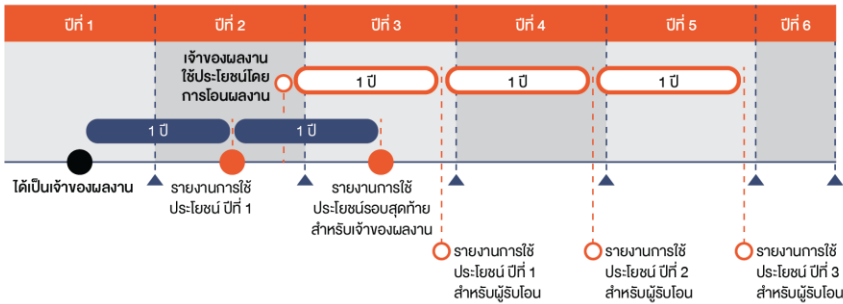 ปีที่ 1
ปีที่ 2
ปีที่ 3
ปีที่ 4
ปีที่ 5
ปีที่ 6
เจ้าของผลงาน
ใช้ประโยชน์โดย
การโอนผลงาน
1 ปี
1 ปี
1 ปี
1 ปี
1 ปี
ได้เป็นเจ้าของผลงาน
รายงานการใช้
ประโยชน์ ปีที่ 1
รายงานการใช้
ประโยชน์รอบสุดท้าย
สำหรับเจ้าของผลงาน
รายงานการใช้
ประโยชน์ ปีที่ 1
สำหรับผู้รับโอน
รายงานการใช้
ประโยชน์ ปีที่ 2
สำหรับผู้รับโอน
รายงานการใช้
ประโยชน์ ปีที่ 3
สำหรับผู้รับโอน